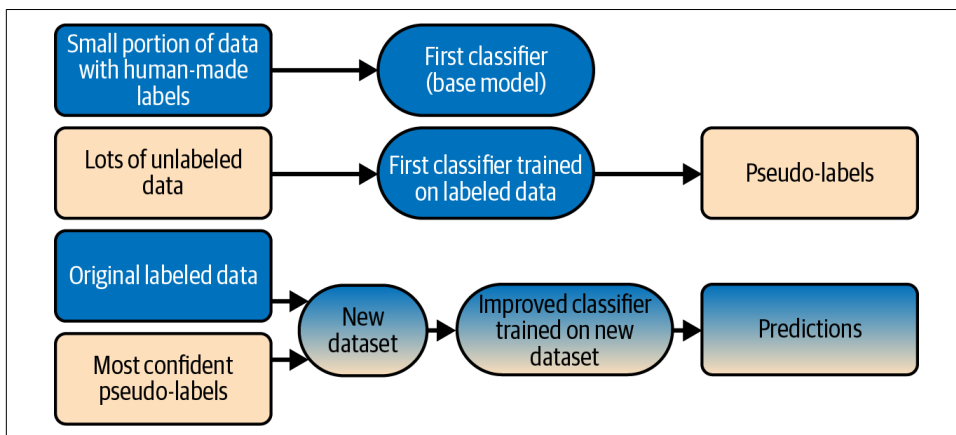 Small portion of data
with human-made
labels
First classifier
(base model)
Lots of unlabeled
data
First classifier trained
on labeled data
Pseudo-labels
Original labeled data
Most confident
pseudo-labels
New
dataset
Improved classifier
trained on new
dataset
Predictions